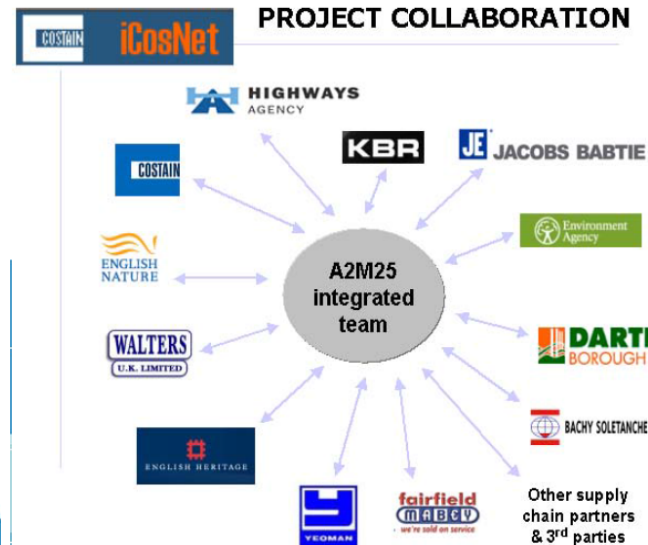 COSTAIN
iCosNet
PROJECT COLLABORATION
HIGHWAYS
AGENCY
KBR
JE JACOBS BABTIE
COSTAIN
Environment
Agency
ENGLISH
NATURE
A2M25
integrated
team
WALTERS
U.K. LIMITED
DARTF
BOROUGH
BACHY SOLETANCHE
ENGLISH HERITAGE
Y
YEOMAN
fairfield
MABEY
- we're sold on service
Other supply
chain partners
& 3rd parties